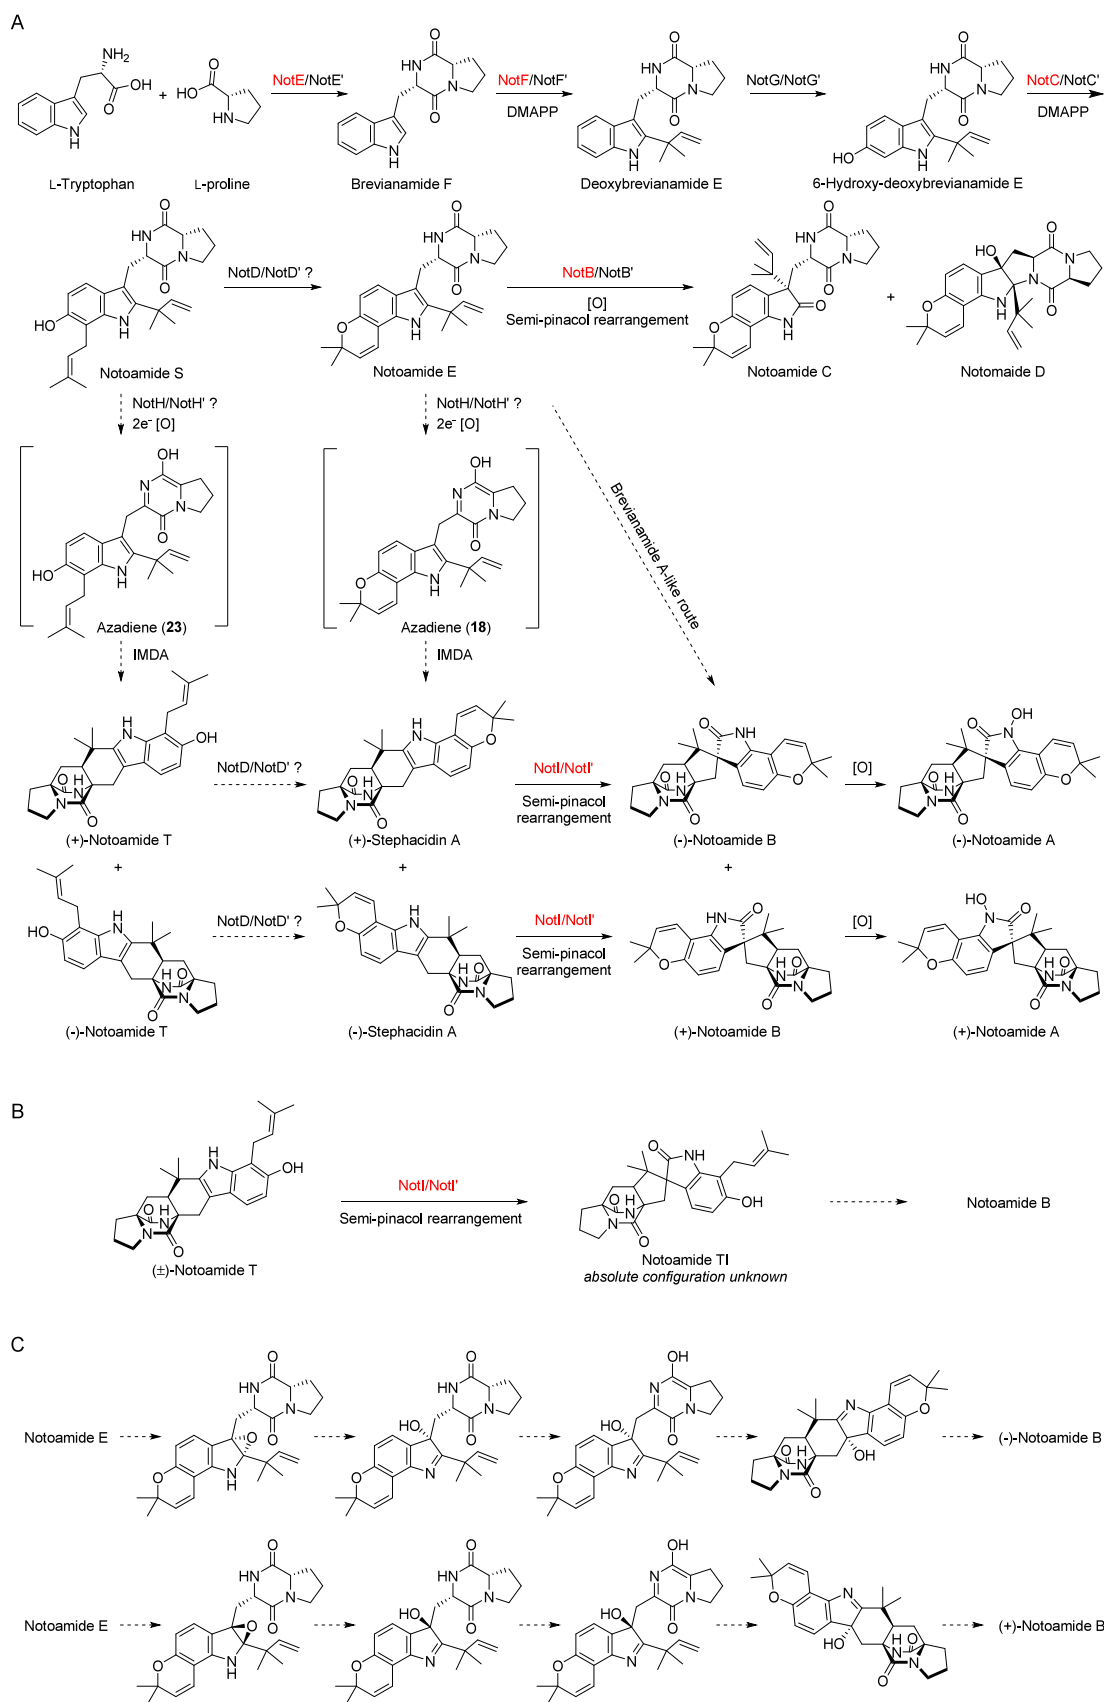 A
L-Tryptophan
+
L-proline
NotE/NotE'
Brevianamide F
NotF/NotF'
DMAPP
Deoxybrevianamide E
NotG/NotG'
6-Hydroxy-deoxybrevianamide E
NotC/NotC'
DMAPP
Notoamide S
NotD/NotD' ?
Notoamide E
NotB/NotB'
[O]
Semi-pinacol rearrangement
Notoamide C
+
Notomaide D
NotH/NotH' ?
2e⁻ [O]
NotH/NotH' ?
2e⁻ [O]
Brevianamide A-like route
Azadiene (23)
Azadiene (18)
IMDA
IMDA
(+)-Notoamide T
NotD/NotD' ?
(+)-Stephacidin A
NotI/NotI'
Semi-pinacol
rearrangement
(-)-Notoamide B
[O]
(-)-Notoamide A
+
+
+
+
(-)-Notoamide T
NotD/NotD' ?
(-)-Stephacidin A
NotI/NotI'
Semi-pinacol
rearrangement
(+)-Notoamide B
[O]
(+)-Notoamide A
B
(±)-Notoamide T
NotI/NotI'
Semi-pinacol rearrangement
Notoamide TI
absolute configuration unknown
Notoamide B
C
Notoamide E
(-)-Notoamide B
Notoamide E
(+)-Notoamide B